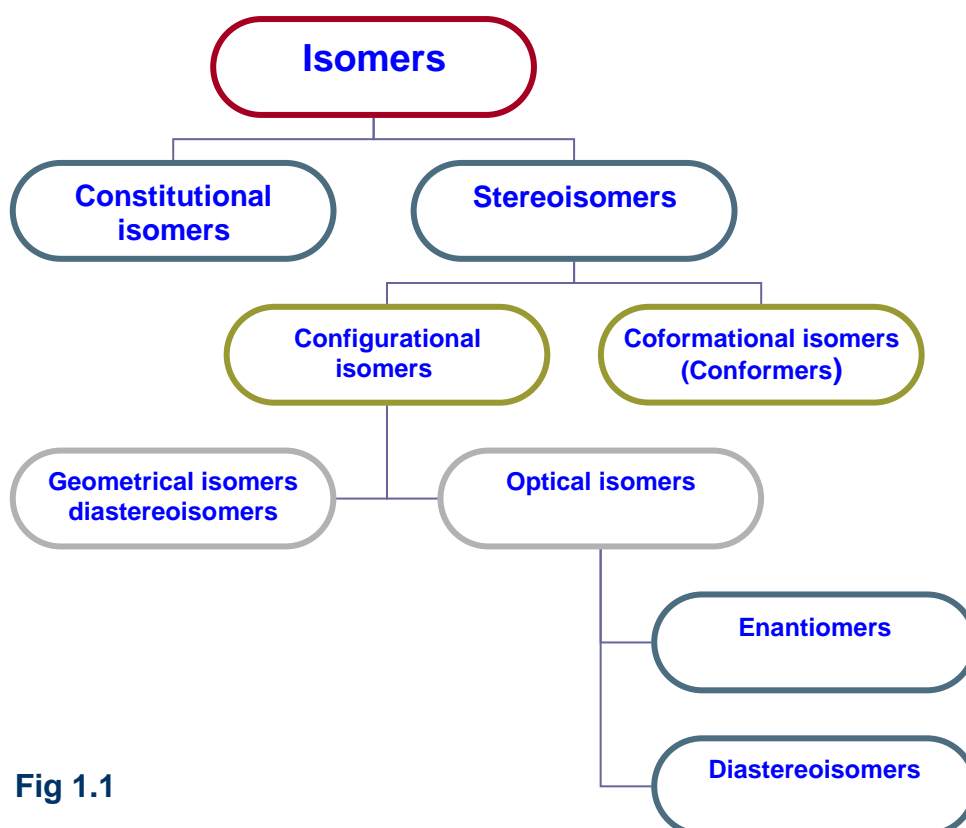 Isomers
Constitutional
isomers
Stereoisomers
Configurational
isomers
Coformational isomers
(Conformers)
Geometrical isomers
diastereoisomers
Optical isomers
Enantiomers
Diastereoisomers
Fig 1.1